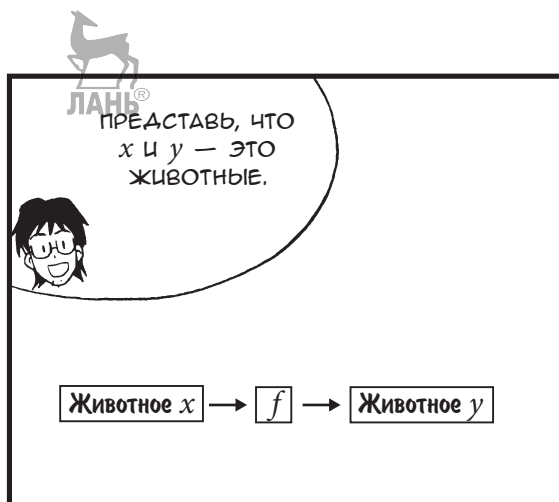 ЛАНЬ®
ПРЕДСТАВЬ, ЧТО
x И y — ЭТО
ЖИВОТНЫЕ.
Животное x → f → Животное y